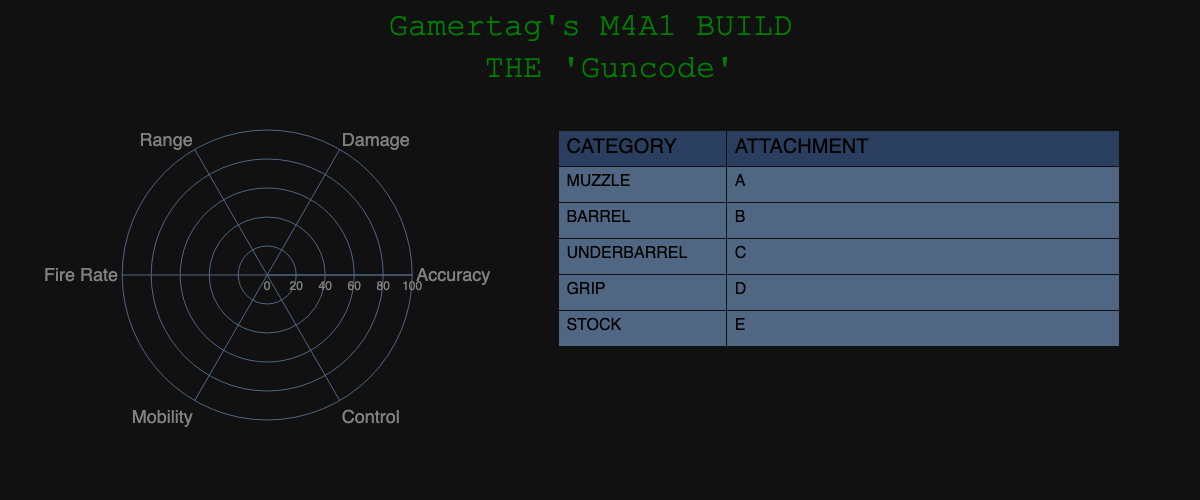 Gamertag's M4A1 BUILD
THE 'Guncode'
Range
Damage
Fire Rate
Accuracy
0 20 40 60 80 100
Mobility
Control
CATEGORY ATTACHMENT
MUZZLE A
BARREL B
UNDERBARREL C
GRIP D
STOCK E